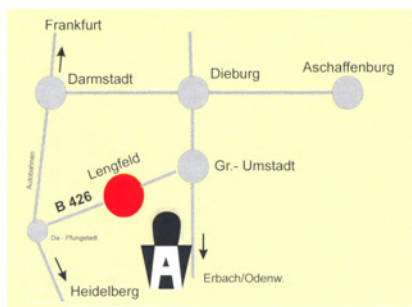 Frankfurt
Darmstadt
Dieburg
Aschaffenburg
Autobahnen
Lengfeld
B 426
Gr.- Umstadt
Da - Pfungstadt
A
Heidelberg
Erbach/Odenw.